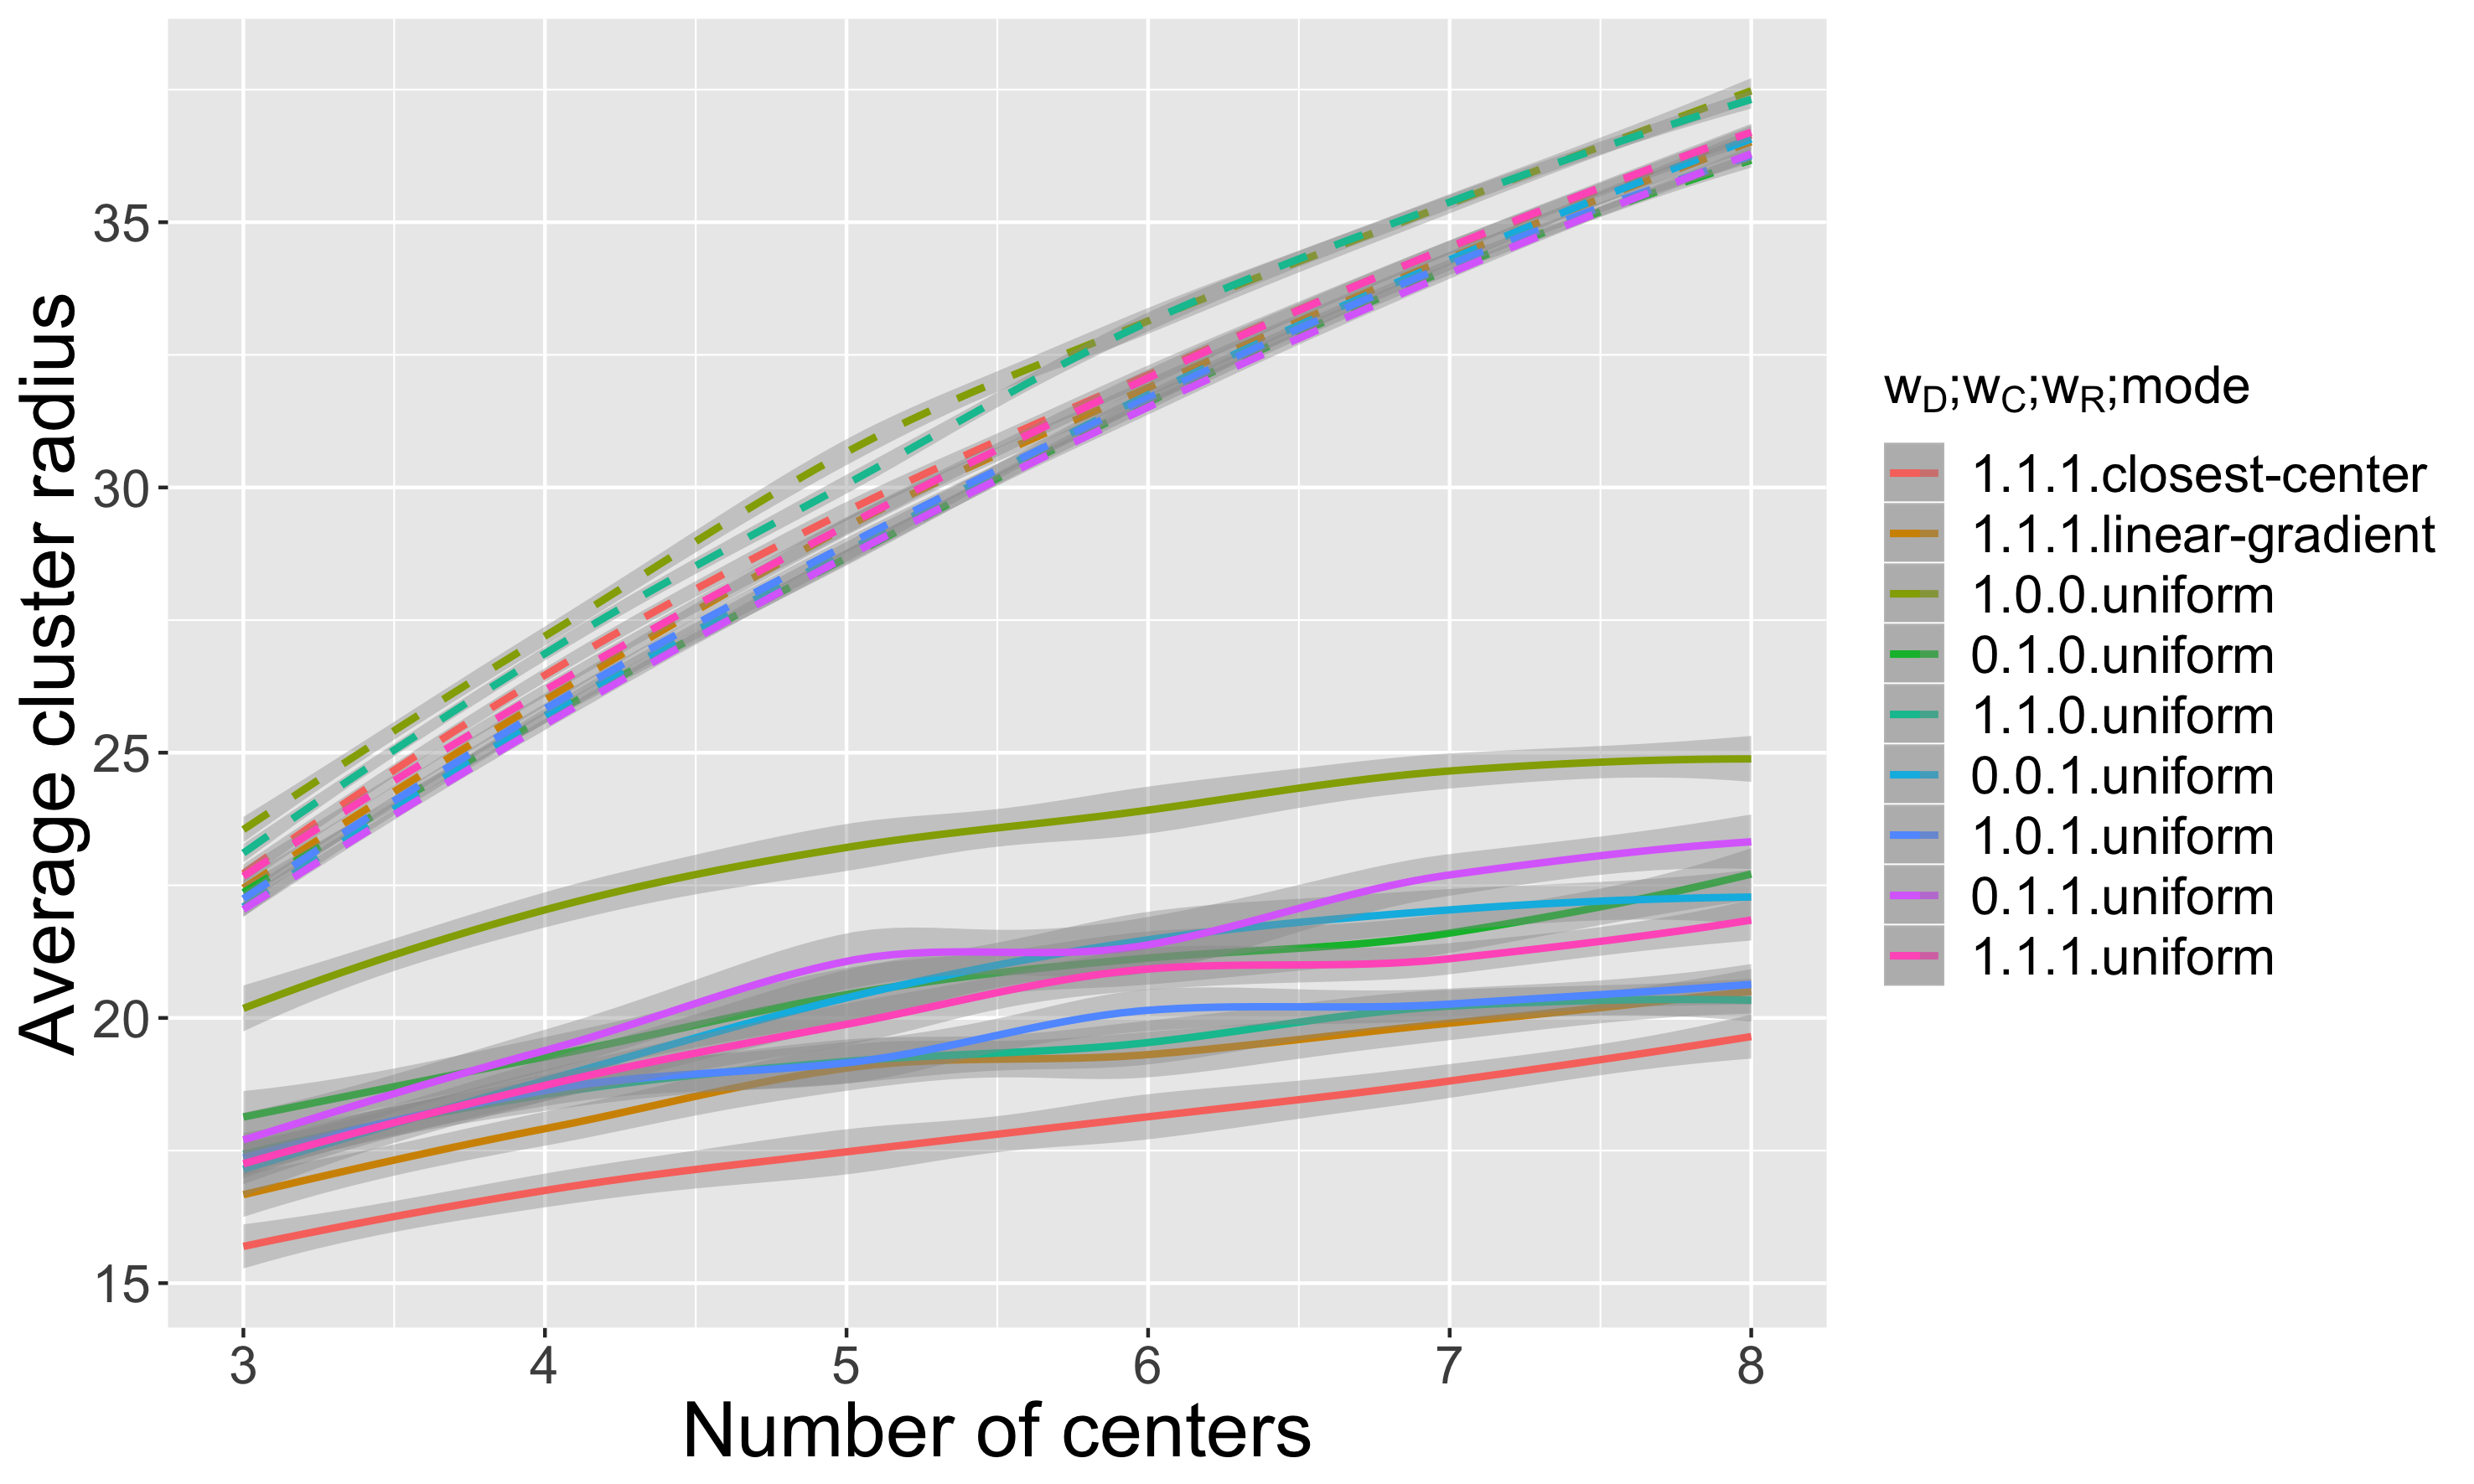 Average cluster radius
35
30
25
20
15
3 4 5 6 7 8
Number of centers
wD;wC;wR;mode
1.1.1.closest-center
1.1.1.linear-gradient
1.0.0.uniform
0.1.0.uniform
1.1.0.uniform
0.0.1.uniform
1.0.1.uniform
0.1.1.uniform
1.1.1.uniform